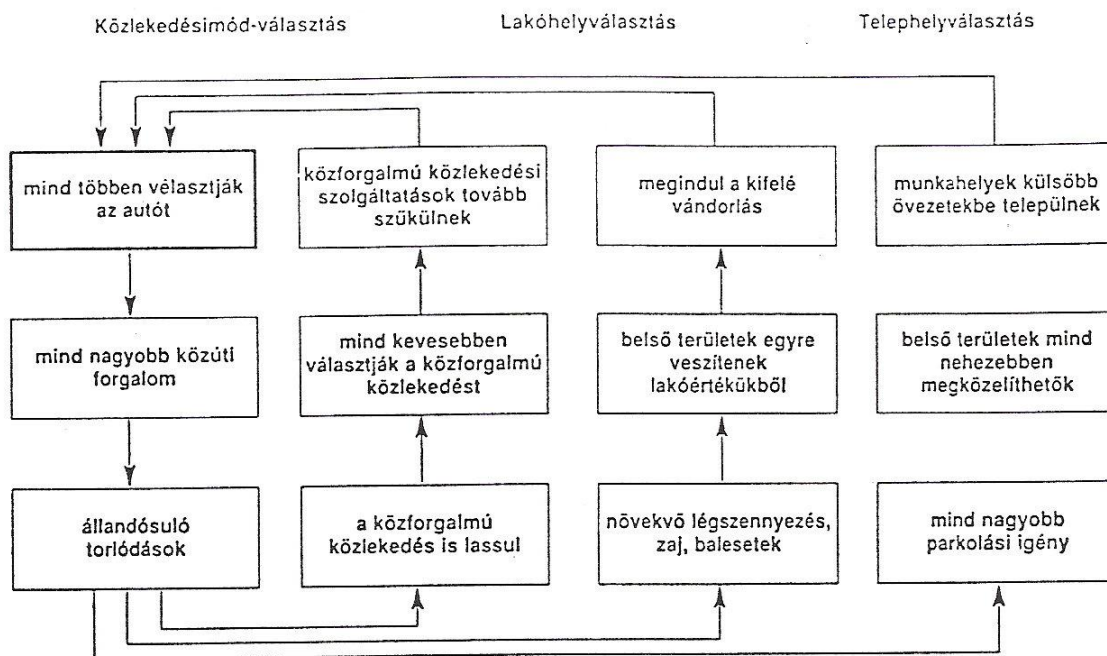 Közlekedésimód-választás
Lakóhelyválasztás
Telephelyválasztás
mind többen vélasztják
az autót
közforgalmú közlekedési
szolgáltatások tovább
szűkülnek
megindul a kifelé
vándorlás
munkahelyek külsőbb
övezetekbe települnek
mind nagyobb közúti
forgalom
mind kevesebben
választják a közforgalmú
közlekedést
belső területek egyre
veszítenek
lakóértékükből
belső területek mind
nehezebben
megközelíthetők
állandósuló
torlódások
a közforgalmú
közlekedés is lassul
növekvő légszennyezés,
zaj, balesetek
mind nagyobb
parkolási igény